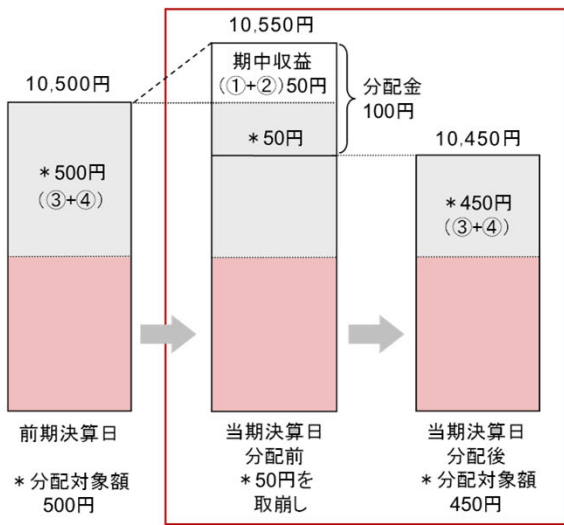 10,500円
*500円
(③+④)
前期決算日
*分配対象額
500円
10,550円
期中収益
(①+②)50円
*50円
分配金
100円
当期決算日
分配前
*50円を
取崩し
10,450円
*450円
(③+④)
当期決算日
分配後
*分配対象額
450円